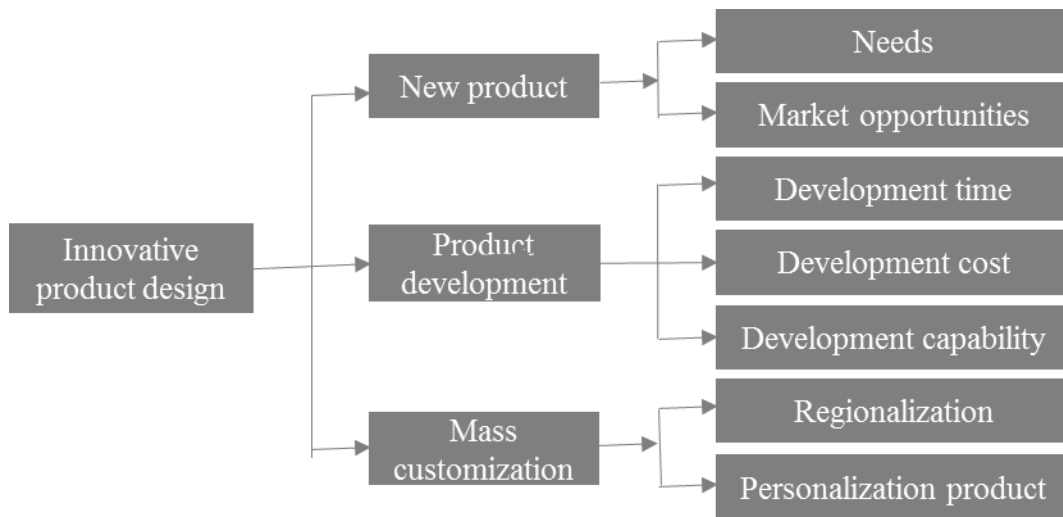 Innovative
product design
New product
Needs
Market opportunities
Product
development
Development time
Development cost
Development capability
Mass
customization
Regionalization
Personalization product